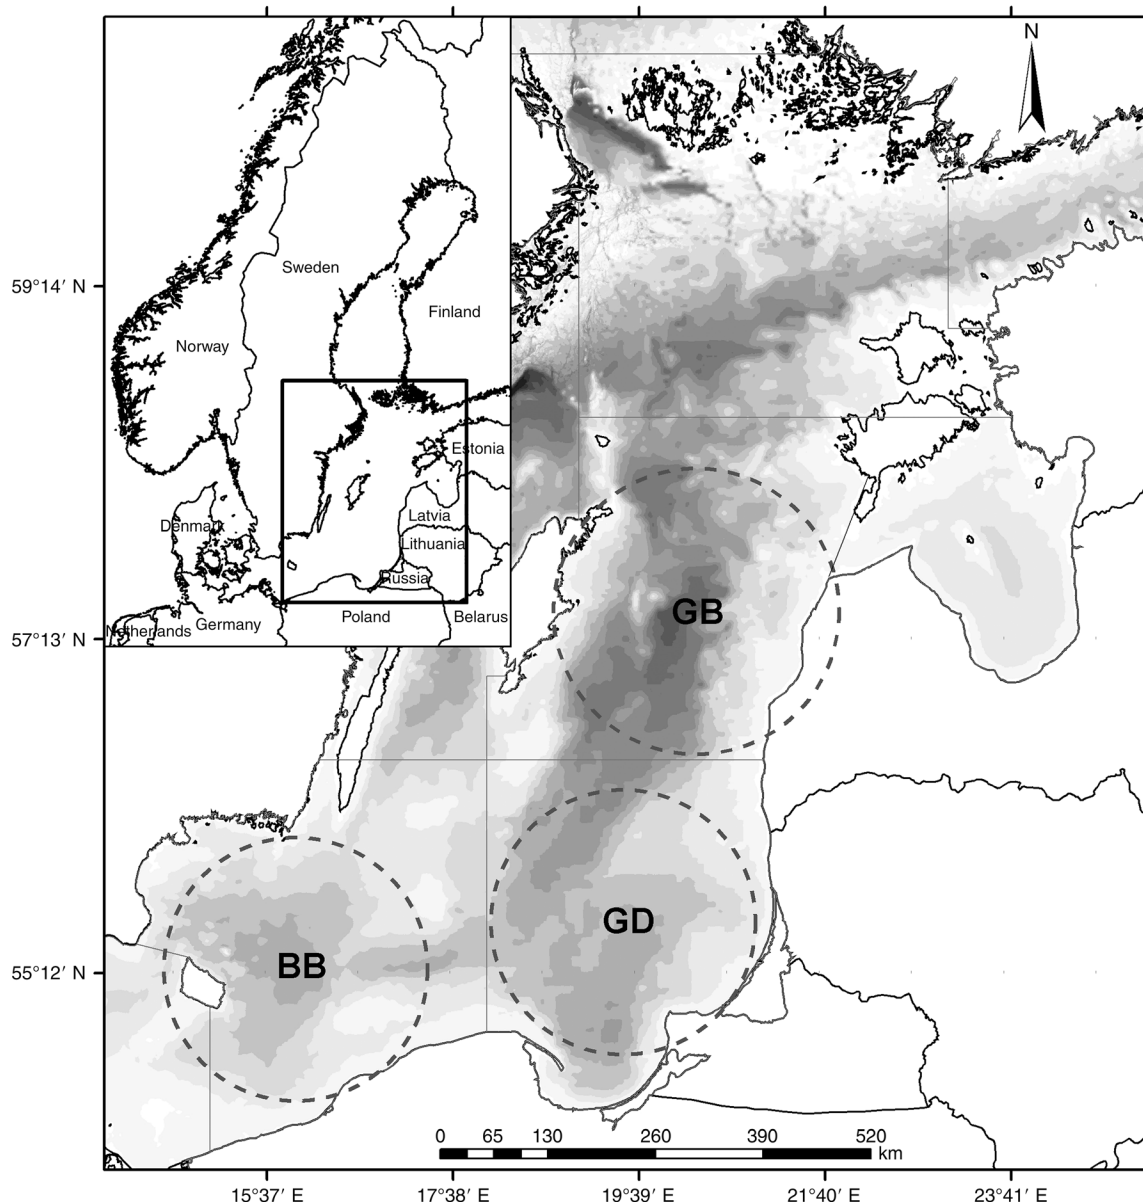 N
59°14′ N
57°13′ N
55°12′ N
Sweden
Finland
Norway
Estonia
Denmark
Latvia
Lithuania
Russia
Netherlands
Germany
Poland
Belarus
GB
GD
BB
0 65 130 260 390 520
km
15°37′ E 17°38′ E 19°39′ E 21°40′ E 23°41′ E